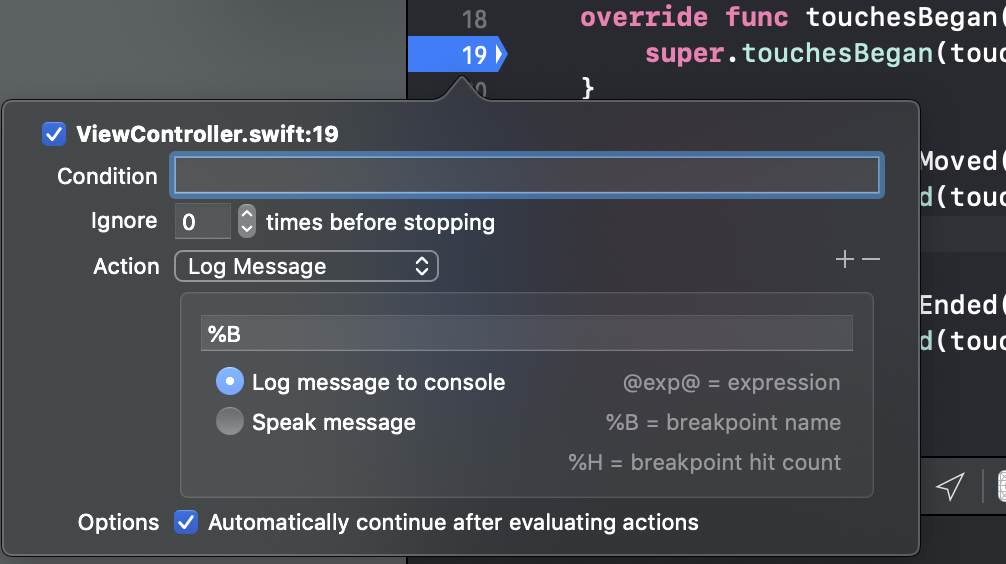 18 override func touchesBegan(
19 super.touchesBegan(touc
}
ViewController.swift:19
Condition
Moved(
d(touc
Ignore 0 times before stopping
Action Log Message
Ended(
d(touc
%B
Log message to console @exp@ = expression
Speak message %B = breakpoint name
%H = breakpoint hit count
Options Automatically continue after evaluating actions